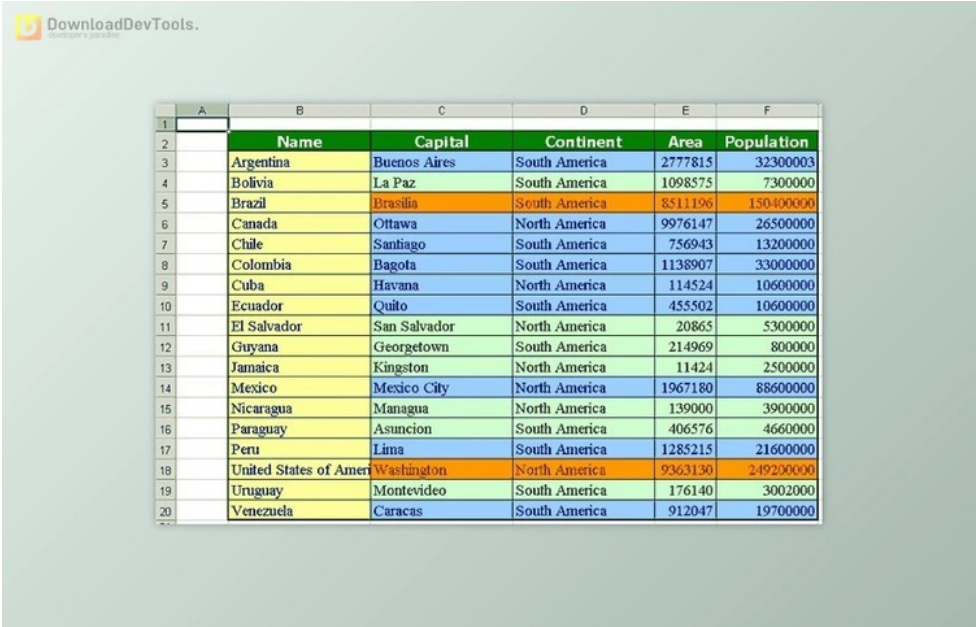 DownloadDevTools.
developer's paradise
A B C D E F
1
2 Name Capital Continent Area Population
3 Argentina Buenos Aires South America 2777815 32300003
4 Bolivia La Paz South America 1098575 7300000
5 Brazil Brasilia South America 8511196 150400000
6 Canada Ottawa North America 9976147 26500000
7 Chile Santiago South America 756943 13200000
8 Colombia Bagota South America 1138907 33000000
9 Cuba Havana North America 114524 10600000
10 Ecuador Quito South America 455502 10600000
11 El Salvador San Salvador North America 20865 5300000
12 Guyana Georgetown South America 214969 800000
13 Jamaica Kingston North America 11424 2500000
14 Mexico Mexico City North America 1967180 88600000
15 Nicaragua Managua North America 139000 3900000
16 Paraguay Asuncion South America 406576 4660000
17 Peru Lima South America 1285215 21600000
18 United States of Ameri Washington North America 9363130 249200000
19 Uruguay Montevideo South America 176140 3002000
20 Venezuela Caracas South America 912047 19700000